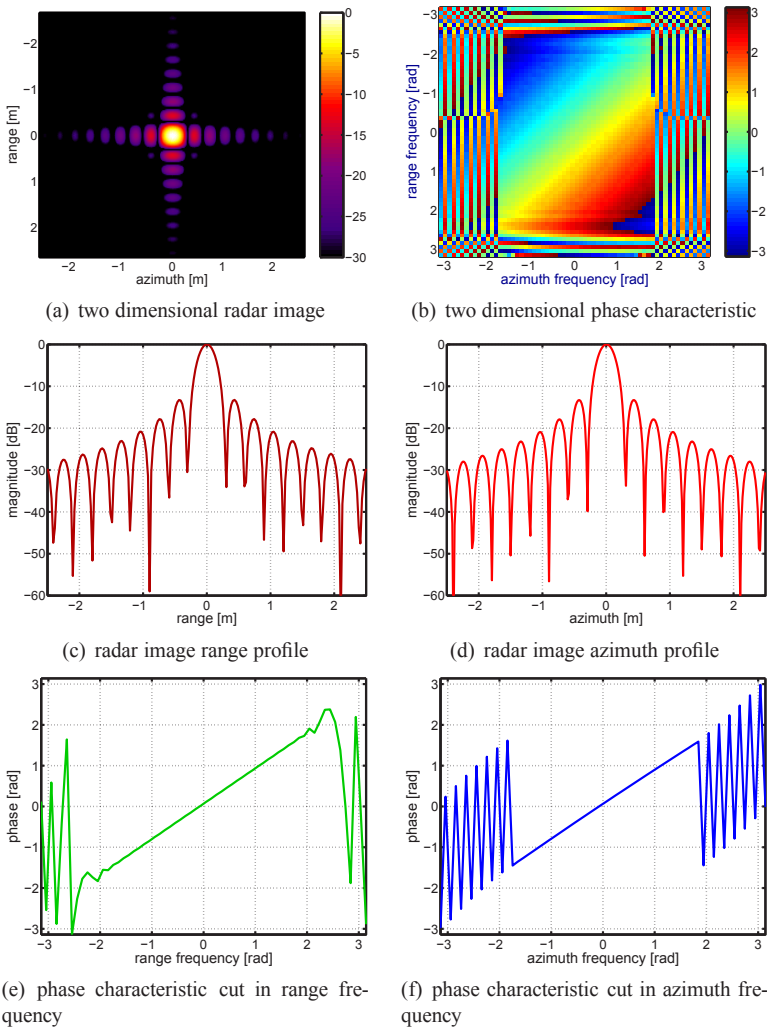 −2
−1
0
1
2
range [m]
−2 −1 0 1 2
azimuth [m]
0
−5
−10
−15
−20
−25
−30
(a) two dimensional radar image
−3
−2
−1
0
1
2
3
range frequency [rad]
−3 −2 −1 0 1 2 3
azimuth frequency [rad]
3
2
1
0
−1
−2
−3
(b) two dimensional phase characteristic
0
−10
−20
−30
−40
−50
−60
magnitude [dB]
−2 −1 0 1 2
range [m]
(c) radar image range profile
0
−10
−20
−30
−40
−50
−60
magnitude [dB]
−2 −1 0 1 2
azimuth [m]
(d) radar image azimuth profile
3
2
1
0
−1
−2
−3
phase [rad]
−3 −2 −1 0 1 2 3
range frequency [rad]
(e) phase characteristic cut in range fre-
quency
3
2
1
0
−1
−2
−3
phase [rad]
−3 −2 −1 0 1 2 3
azimuth frequency [rad]
(f) phase characteristic cut in azimuth fre-
quency